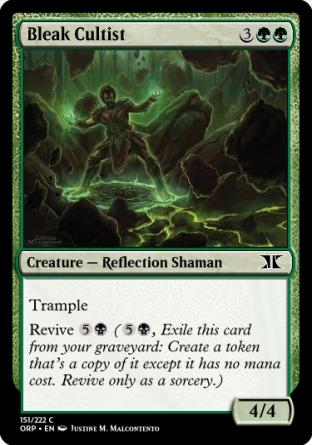 Bleak Cultist 3
JUSTINE
M. MALCONTENTO
Creature — Reflection Shaman
Trample
Revive 5 ( 5 , Exile this card
from your graveyard: Create a token
that's a copy of it except it has no mana
cost. Revive only as a sorcery.)
151/222 C
ORP • EN JUSTINE M. MALCONTENTO
4/4